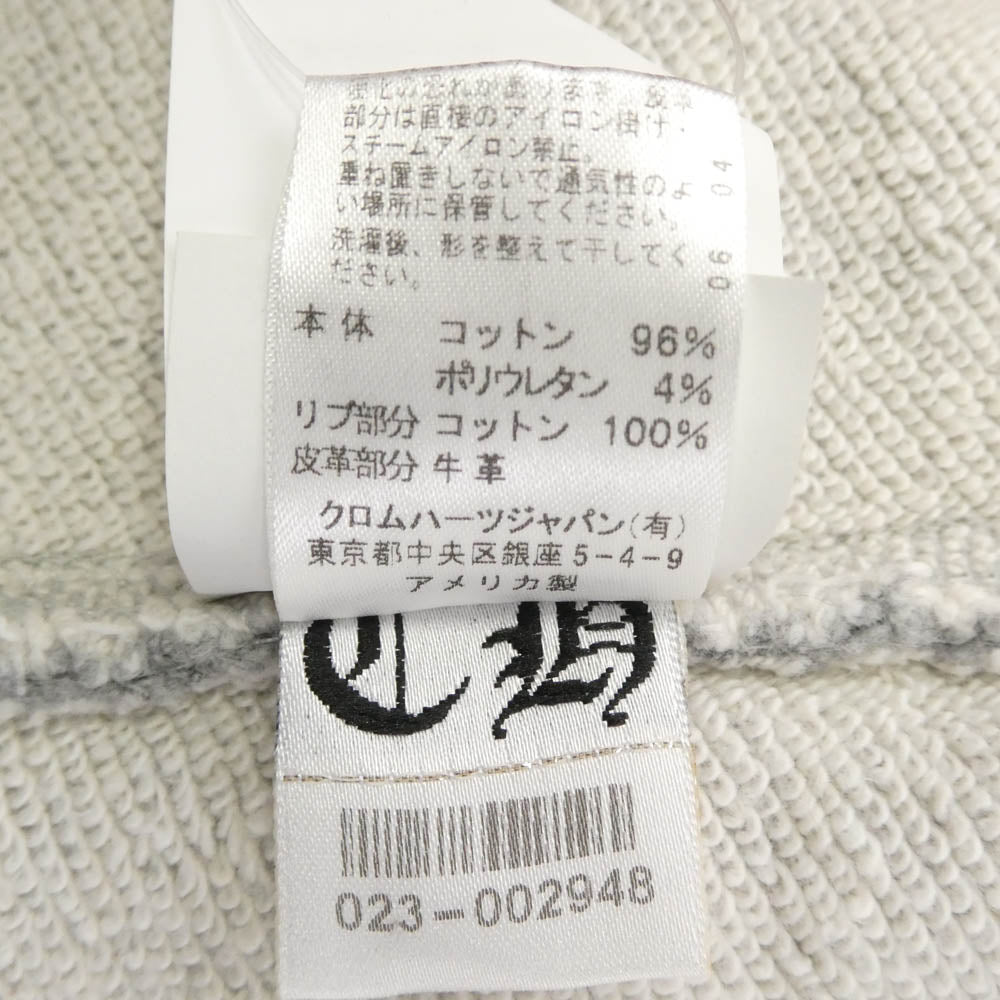 部分は直接のアイロン掛け・
スチームアイロン禁止。
重ね置きしないで通気性のよ
い場所に保管してください。
洗濯後、形を整えて干してく
ださい。
06 04
本体 コットン 96%
ポリウレタン 4%
リブ部分 コットン 100%
皮革部分 牛革
クロムハーツジャパン(有)
東京都中央区銀座5-4-9
アメリカ製
CH
023-002948